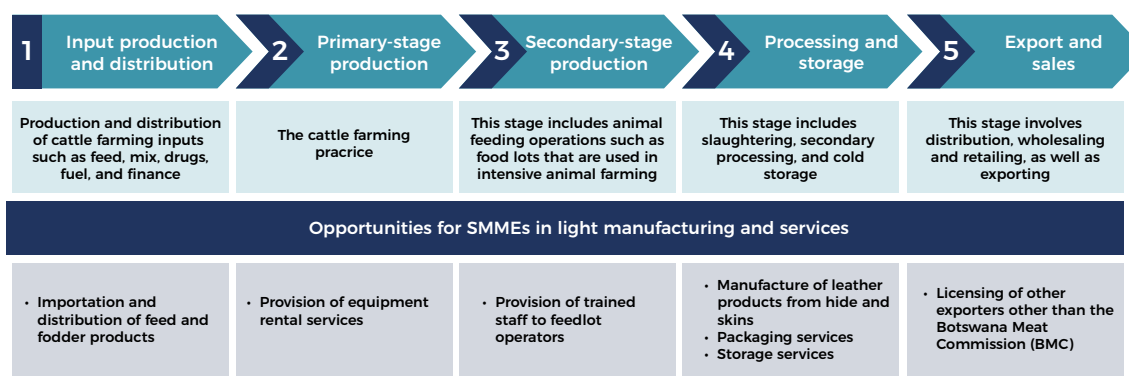 1
Input production
and distribution
2
Primary-stage
production
3
Secondary-stage
production
4
Processing and
storage
5
Export and
sales
Production and distribution
of cattle farming inputs
such as feed, mix, drugs,
fuel, and finance
The cattle farming
pracrice
This stage includes animal
feeding operations such as
food lots that are used in
intensive animal farming
This stage includes
slaughtering, secondary
processing, and cold
storage
This stage involves
distribution, wholesaling
and retailing, as well as
exporting
Opportunities for SMMEs in light manufacturing and services
• Importation and
distribution of feed and
fodder products
• Provision of equipment
rental services
• Provision of trained
staff to feedlot
operators
• Manufacture of leather
products from hide and
skins
• Packaging services
• Storage services
• Licensing of other
exporters other than the
Botswana Meat
Commission (BMC)